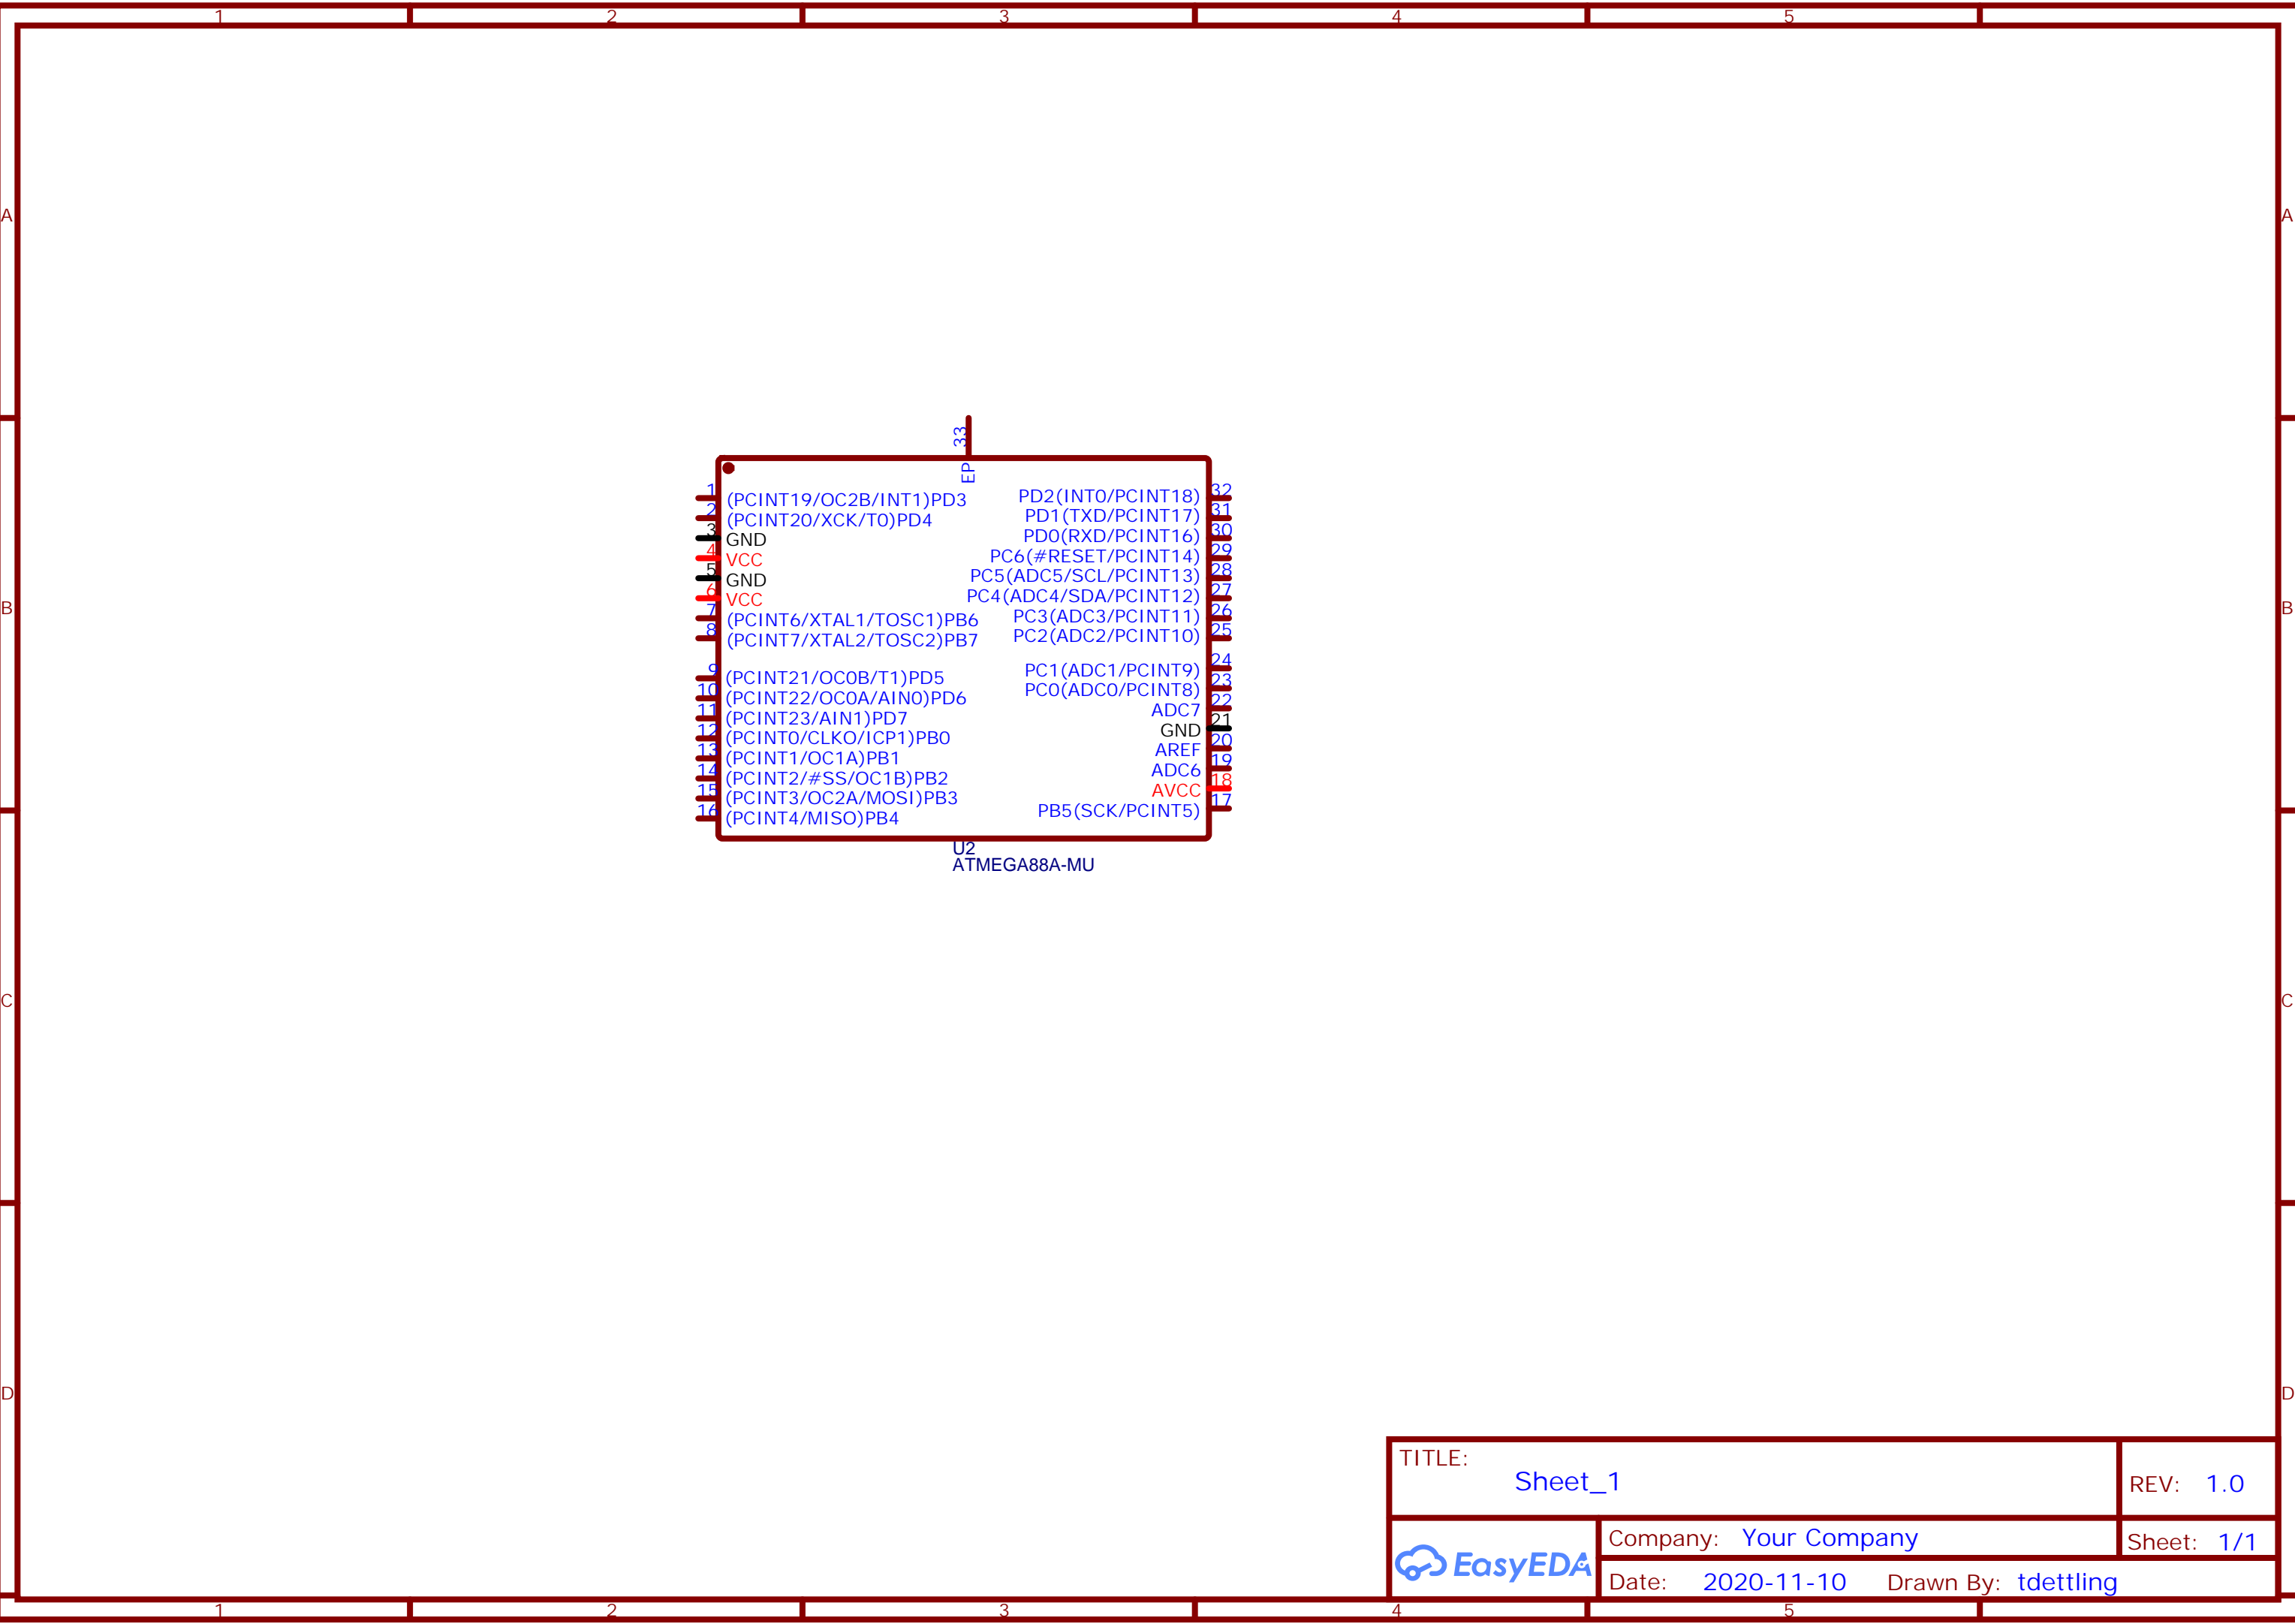 1 2 3 4 5
A A
33
EP
1 (PCINT19/OC2B/INT1)PD3 PD2(INT0/PCINT18) 32
2 (PCINT20/XCK/T0)PD4 PD1(TXD/PCINT17) 31
3 GND PD0(RXD/PCINT16) 30
4 VCC PC6(#RESET/PCINT14) 29
5 GND PC5(ADC5/SCL/PCINT13) 28
6 VCC PC4(ADC4/SDA/PCINT12) 27
B B
7 (PCINT6/XTAL1/TOSC1)PB6 PC3(ADC3/PCINT11) 26
8 (PCINT7/XTAL2/TOSC2)PB7 PC2(ADC2/PCINT10) 25
9 (PCINT21/OC0B/T1)PD5 PC1(ADC1/PCINT9) 24
10 (PCINT22/OC0A/AIN0)PD6 PC0(ADC0/PCINT8) 23
11 (PCINT23/AIN1)PD7 ADC7 22
12 (PCINT0/CLKO/ICP1)PB0 GND 21
13 (PCINT1/OC1A)PB1 AREF 20
14 (PCINT2/#SS/OC1B)PB2 ADC6 19
15 (PCINT3/OC2A/MOSI)PB3 AVCC 18
16 (PCINT4/MISO)PB4 PB5(SCK/PCINT5) 17
U2
ATMEGA88A-MU
C C
D D
TITLE:
Sheet_1
REV: 1.0
EasyEDA
Company: Your Company
Sheet: 1/1
Date: 2020-11-10 Drawn By: tdettling
1 2 3 4 5